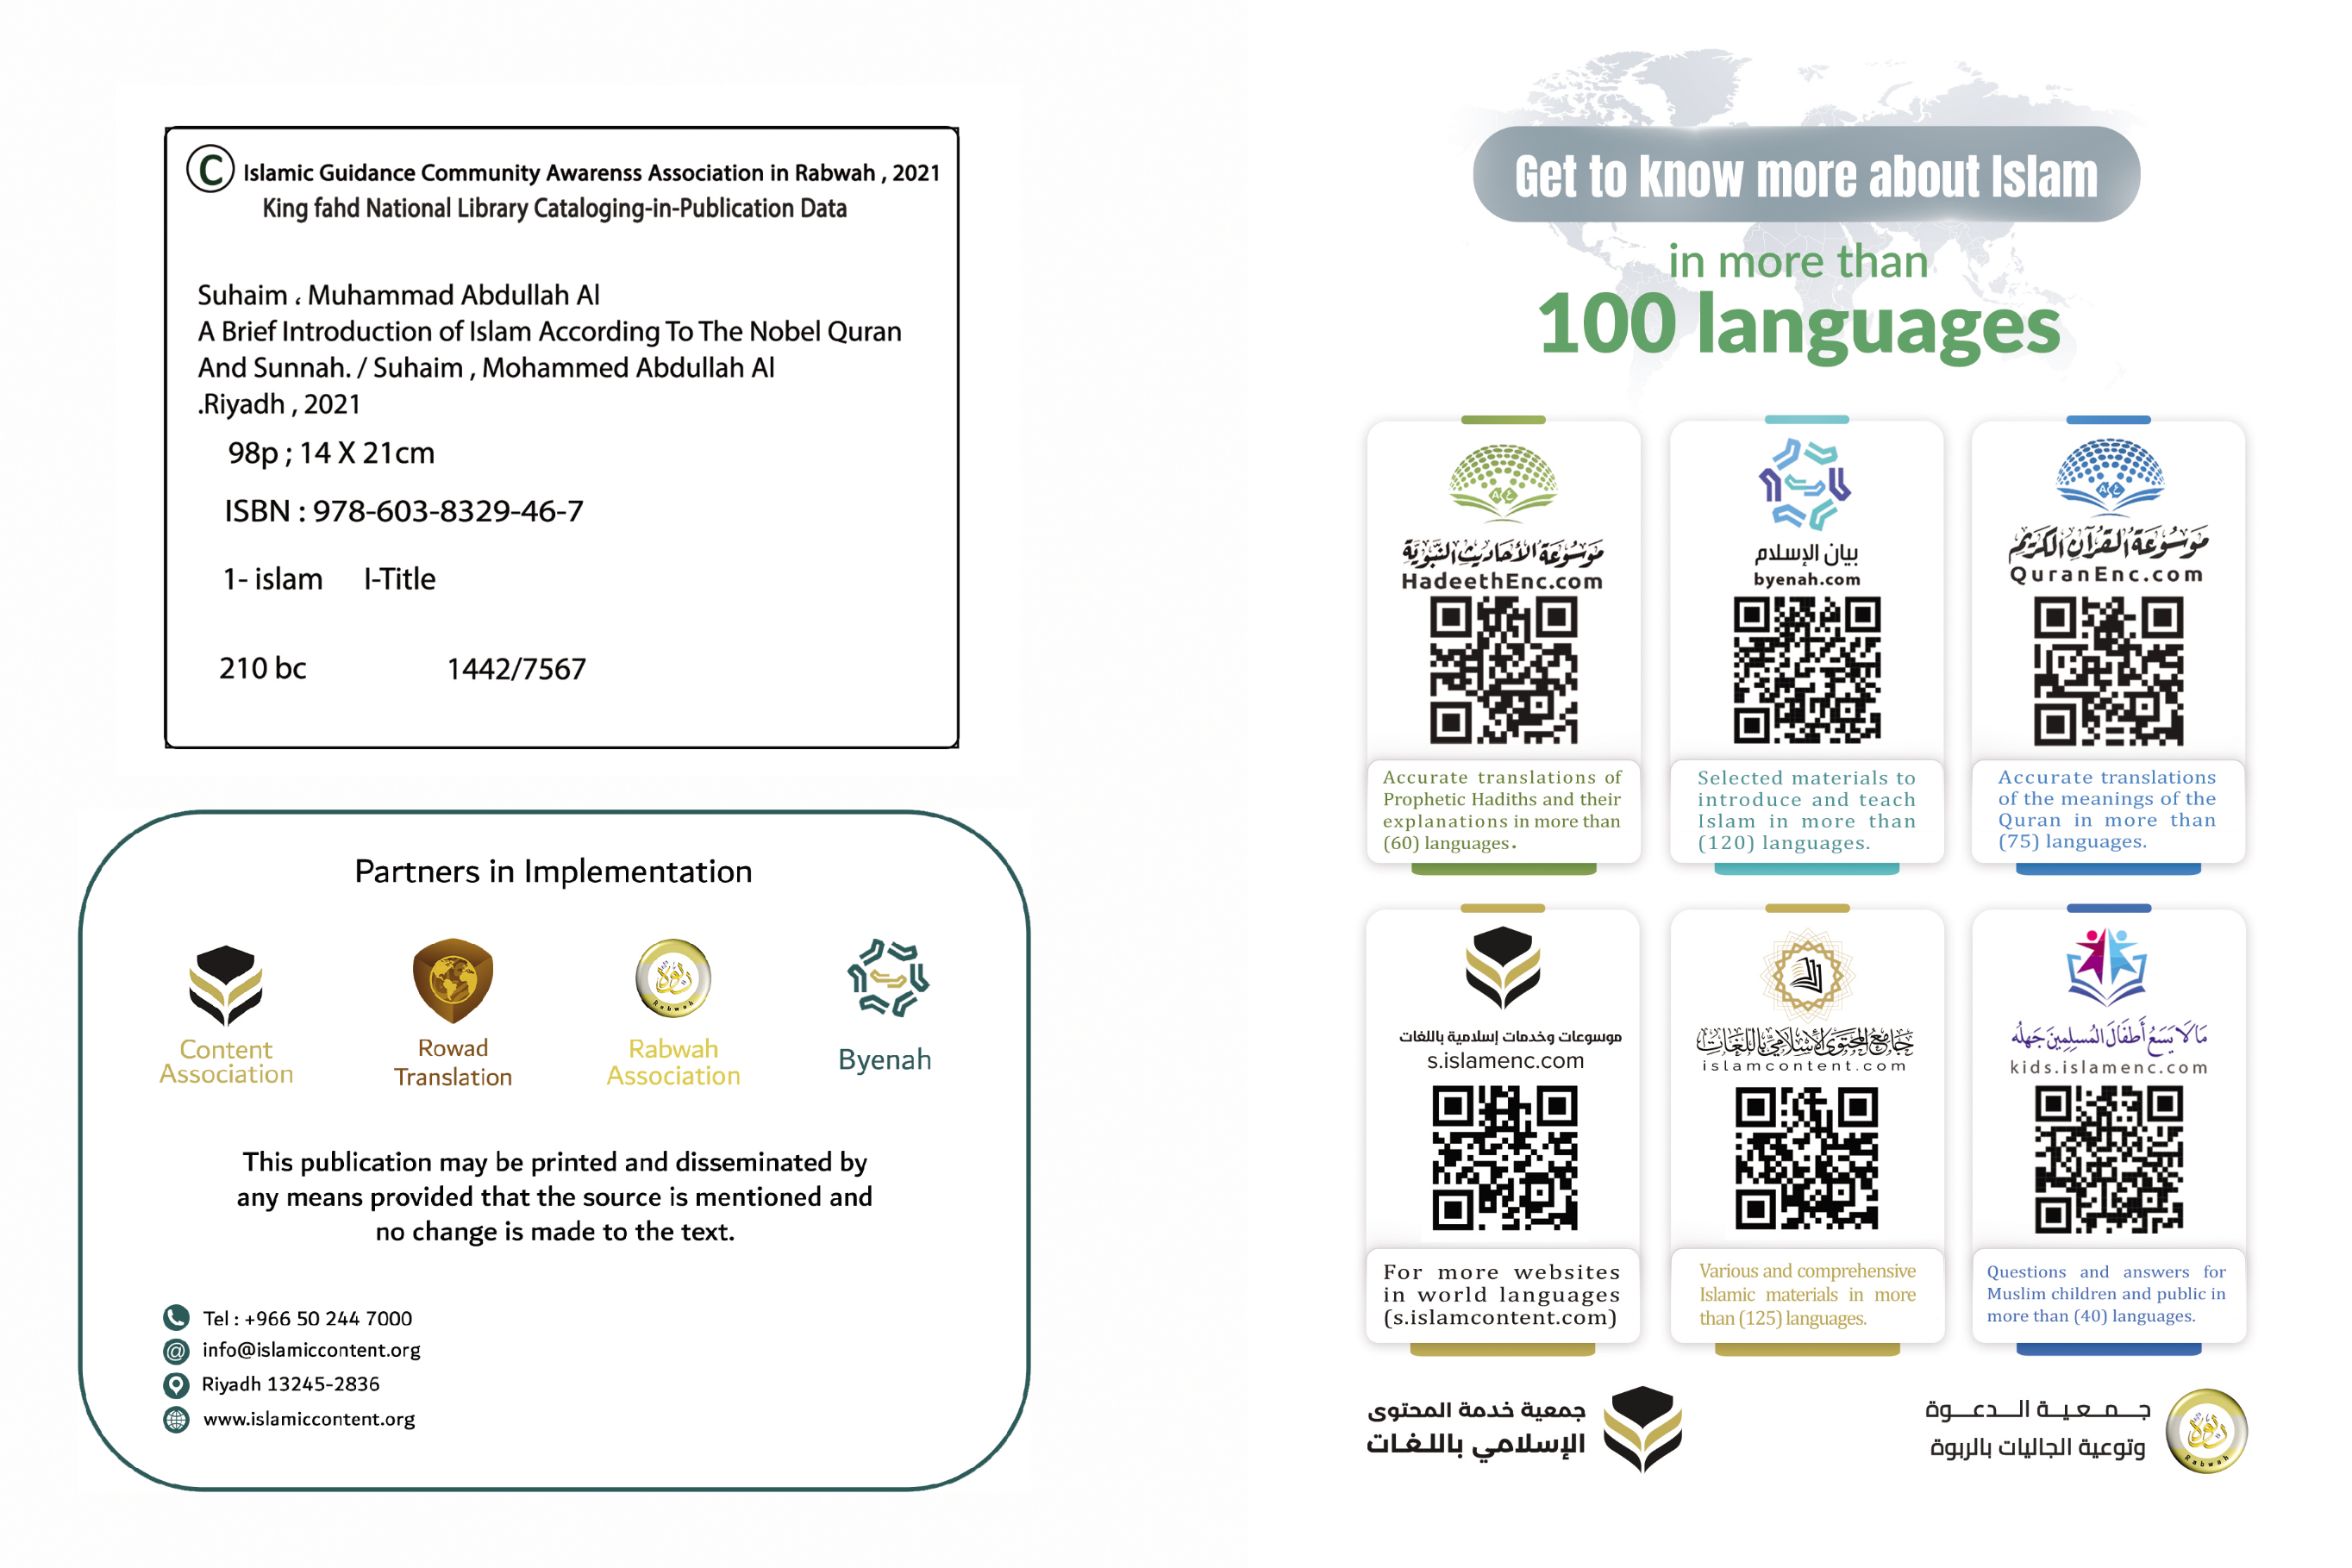 © Islamic Guidance Community Awarenss Association in Rabwah , 2021
King fahd National Library Cataloging-in-Publication Data
Suhaim ، Muhammad Abdullah Al
A Brief Introduction of Islam According To The Nobel Quran
And Sunnah. / Suhaim , Mohammed Abdullah Al
.Riyadh , 2021
98p ; 14 X 21cm
ISBN : 978-603-8329-46-7
1- islam I-Title
210 bc 1442/7567
Partners in Implementation
Content
Association
Rowad
Translation
Rabwah
Rabwah
Association
Byenah
This publication may be printed and disseminated by
any means provided that the source is mentioned and
no change is made to the text.
Tel : +966 50 244 7000
info@islamiccontent.org
Riyadh 13245-2836
www.islamiccontent.org
Get to know more about Islam
in more than
100 languages
موسوعة الأحاديث النبوية
HadeethEnc.com
Accurate translations of
Prophetic Hadiths and their
explanations in more than
(60) languages.
بيان الإسلام
byenah.com
Selected materials to
introduce and teach
Islam in more than
(120) languages.
موسوعة القرآن الكريم
QuranEnc.com
Accurate translations
of the meanings of the
Quran in more than
(75) languages.
موسوعات وخدمات إسلامية باللغات
s.islamenc.com
For more websites
in world languages
(s.islamcontent.com)
جامع المحتوى الإسلامي باللغات
islamcontent.com
Various and comprehensive
Islamic materials in more
than (125) languages.
مَا لَا يَسَعُ أَطْفَالَ المُسلِمِينَ جَهلُه
kids.islamenc.com
Questions and answers for
Muslim children and public in
more than (40) languages.
جمعية خدمة المحتوى
الإسلامي باللغات
جمعية الدعوة
وتوعية الجاليات بالربوة
Rabwah